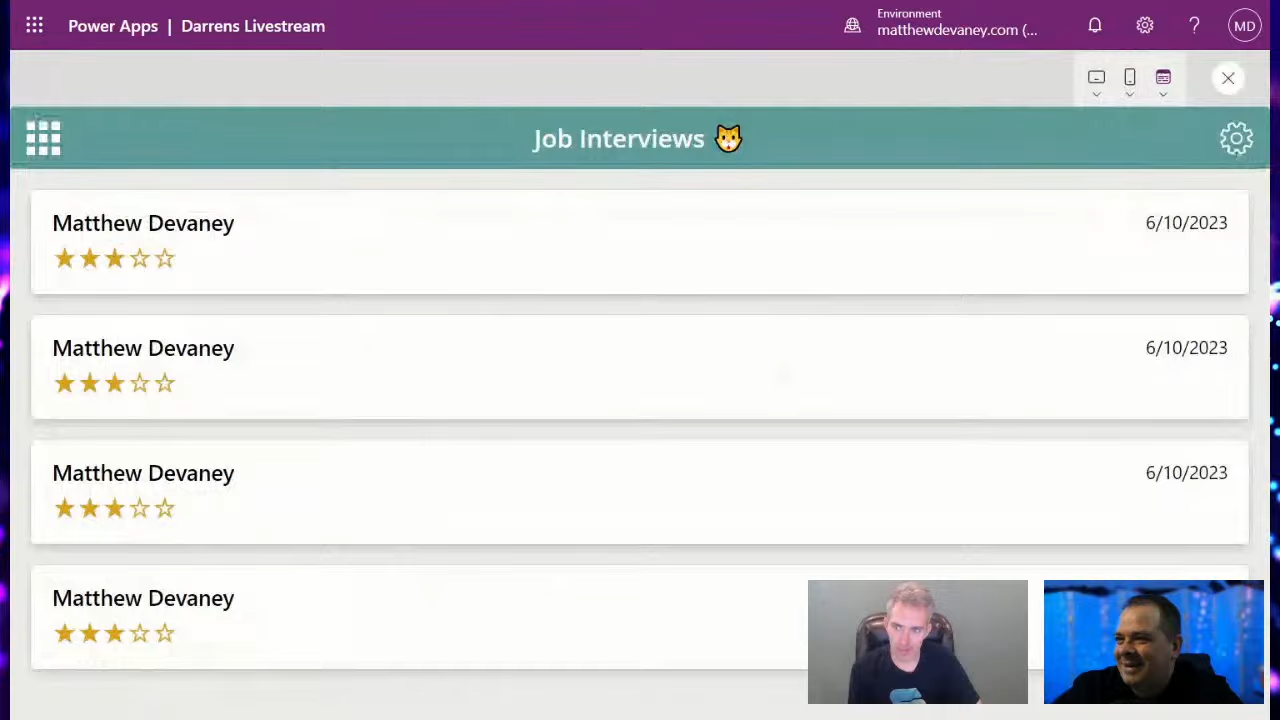 Power Apps | Darrens Livestream
Environment
matthewdevaney.com (...
MD
Job Interviews 🐱
Matthew Devaney
6/10/2023
★★★☆☆
Matthew Devaney
6/10/2023
★★★☆☆
Matthew Devaney
6/10/2023
★★★☆☆
Matthew Devaney
★★★☆☆